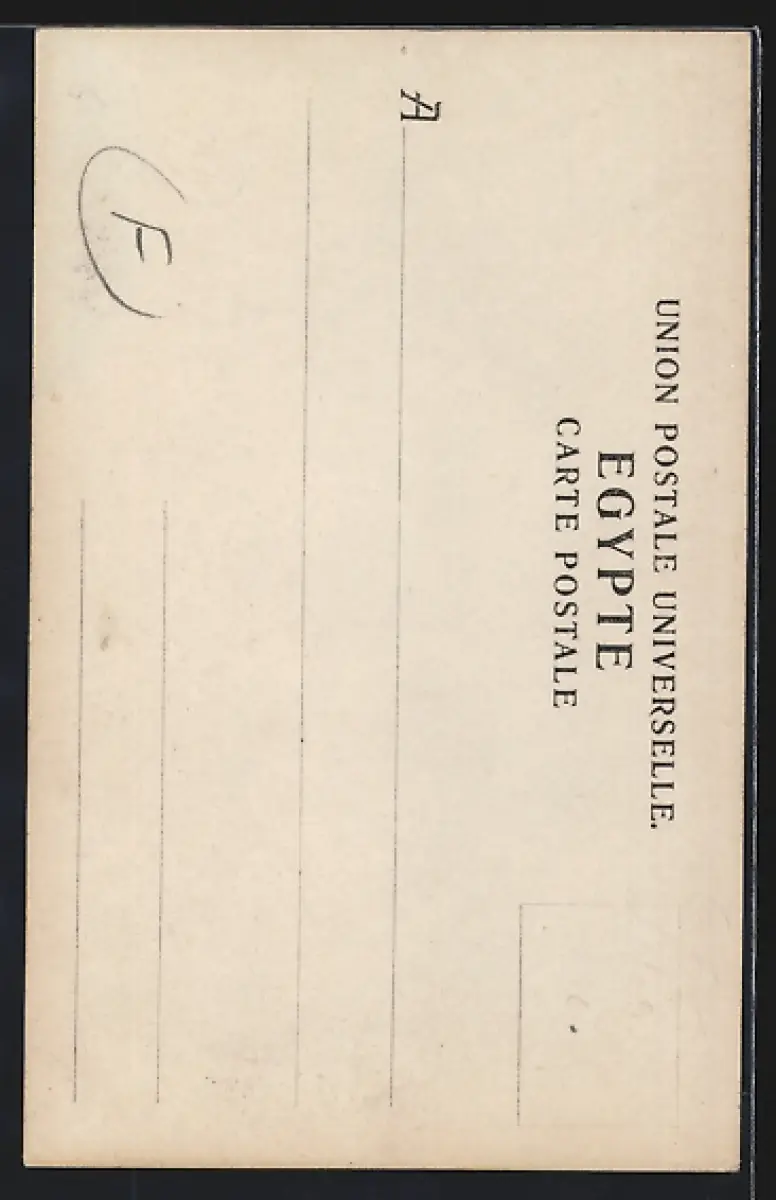 UNION POSTALE UNIVERSELLE.
EGYPTE
CARTE POSTALE
A
F